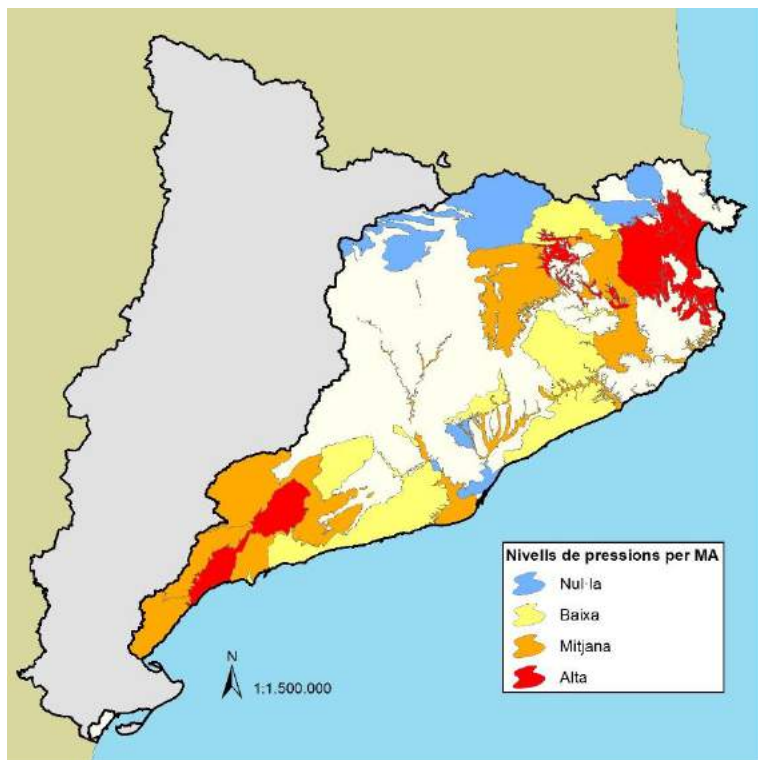 Nivells de pressions per MA
Nul·la
Baixa
Mitjana
Alta
N
1:1.500.000